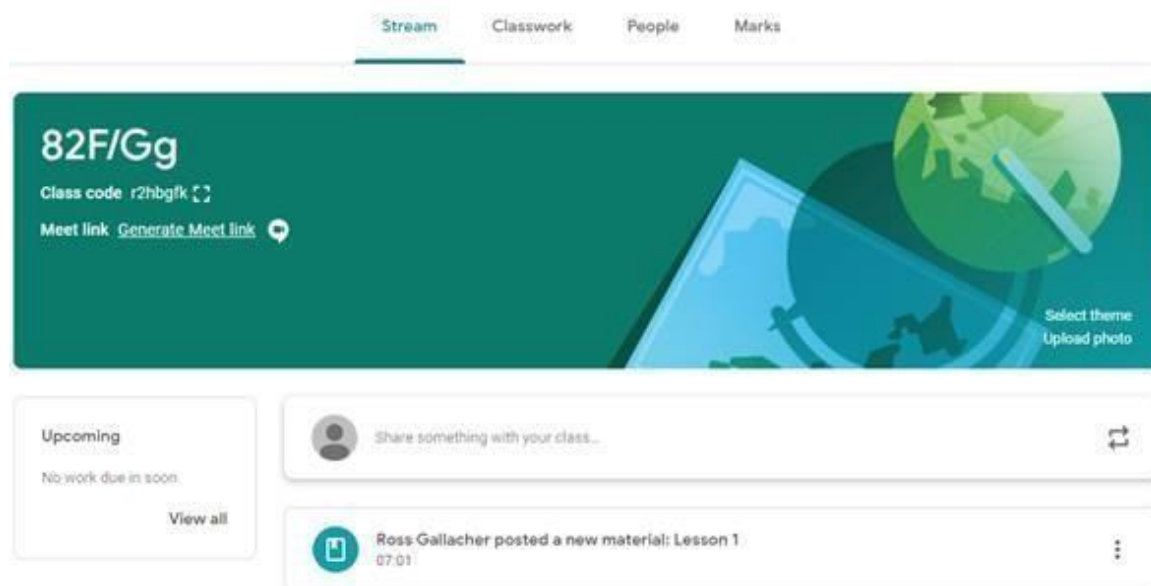 Stream Classwork People Marks
82F/Gg
Class code r2hbgfk
Meet link Generate Meet link
Select theme
Upload photo
Upcoming
No work due in soon
View all
Share something with your class...
Ross Gallacher posted a new material: Lesson 1
07:01